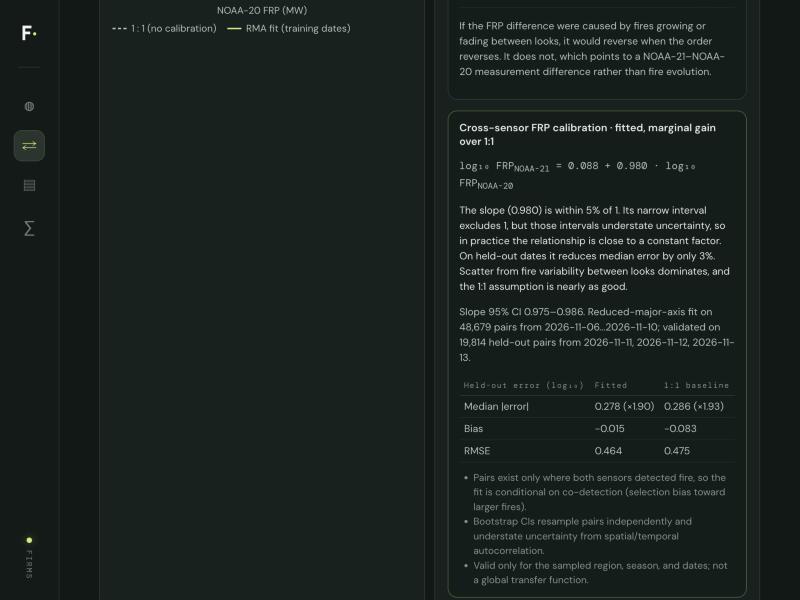 F·
NOAA-20 FRP (MW)
1:1 (no calibration) RMA fit (training dates)
If the FRP difference were caused by fires growing or
fading between looks, it would reverse when the order
reverses. It does not, which points to a NOAA-21–NOAA-
20 measurement difference rather than fire evolution.
Cross-sensor FRP calibration · fitted, marginal gain
over 1:1
log₁₀ FRP NOAA-21 = 0.088 + 0.980 · log₁₀
FRP NOAA-20
The slope (0.980) is within 5% of 1. Its narrow interval
excludes 1, but those intervals understate uncertainty, so
in practice the relationship is close to a constant factor.
On held-out dates it reduces median error by only 3%.
Scatter from fire variability between looks dominates, and
the 1:1 assumption is nearly as good.
Slope 95% CI 0.975–0.986. Reduced-major-axis fit on
48,679 pairs from 2026-11-06…2026-11-10; validated on
19,814 held-out pairs from 2026-11-11, 2026-11-12, 2026-11-
13.
Held-out error (log₁₀) Fitted 1:1 baseline
Median |error| 0.278 (×1.90) 0.286 (×1.93)
Bias −0.015 −0.083
RMSE 0.464 0.475
• Pairs exist only where both sensors detected fire, so the
fit is conditional on co-detection (selection bias toward
larger fires).
• Bootstrap CIs resample pairs independently and
understate uncertainty from spatial/temporal
autocorrelation.
• Valid only for the sampled region, season, and dates; not
a global transfer function.
FIRMS